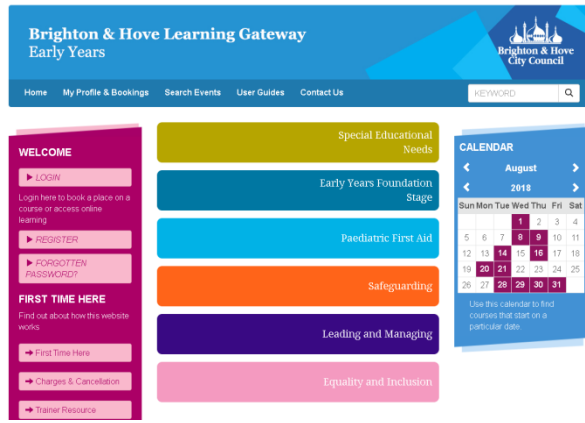 Brighton & Hove Learning Gateway
Early Years
Brighton & Hove
City Council
Home My Profile & Bookings Search Events User Guides Contact Us
KEYWORD
WELCOME
LOGIN
Login here to book a place on a
course or access online
learning
REGISTER
FORGOTTEN
PASSWORD?
FIRST TIME HERE
Find out about how this website
works
First Time Here
Charges & Cancellation
Trainer Resource
Special Educational
Needs
Early Years Foundation
Stage
Paediatric First Aid
Safeguarding
Leading and Managing
Equality and Inclusion
CALENDAR
August
2018
Sun Mon Tue Wed Thu Fri Sat
1 2 3 4
5 6 7 8 9 10 11
12 13 14 15 16 17 18
19 20 21 22 23 24 25
26 27 28 29 30 31
Use this calendar to find
courses that start on a
particular date.